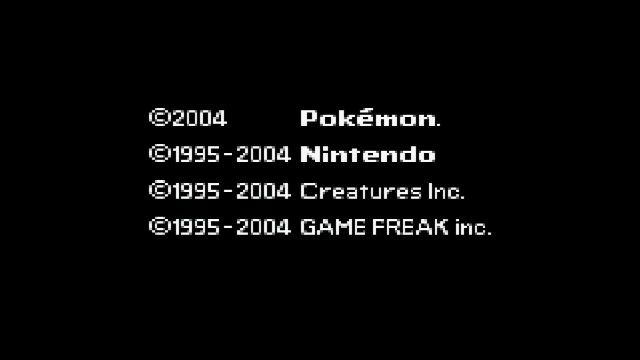 ©2004 Pokémon.
©1995-2004 Nintendo
©1995-2004 Creatures Inc.
©1995-2004 GAME FREAK inc.